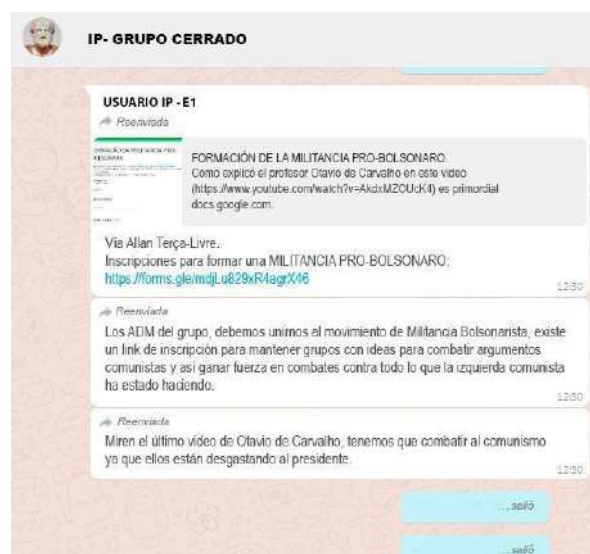 IP- GRUPO CERRADO
USUARIO IP - E1
Reenviada
FORMACIÓN DE LA MILITANCIA PRO-BOLSONARO.
Como explicó el profesor Otavio de Carvalho en este video
(https://www.youtube.com/watch?v=AkdxMZOUcK4) es primordial
docs.google.com.
Vía Allan Terça-Livre.
Inscripciones para formar una MILITANCIA PRO-BOLSONARO:
https://forms.gle/mdjLu829xR4agrX46
12:50
Reenviada
Los ADM del grupo, debemos unirnos al movimiento de Militancia Bolsonarista, existe
un link de inscripción para mantener grupos con ideas para combatir argumentos
comunistas y así ganar fuerza en combates contra todo lo que la izquierda comunista
ha estado haciendo.
12:50
Reenviada
Miren el último video de Otavio de Carvalho, tenemos que combatir al comunismo
ya que ellos están desgastando al presidente.
12:50
...salió
...salió